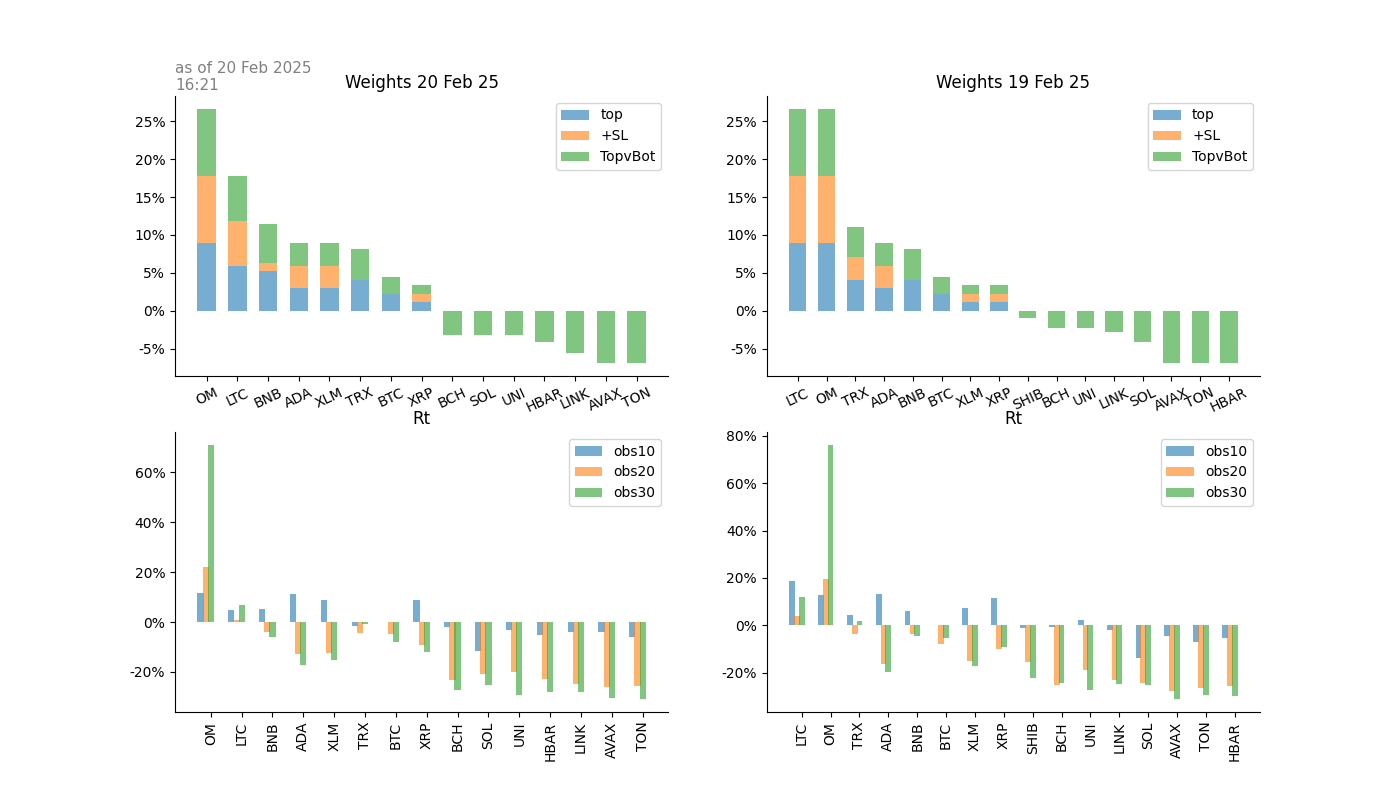 as of 20 Feb 2025
16:21
Weights 20 Feb 25
25%
20%
15%
10%
5%
0%
-5%
top
+SL
TopvBot
OM LTC BNB ADA XLM TRX BTC XRP BCH SOL UNI HBAR LINK AVAX TON
Weights 19 Feb 25
25%
20%
15%
10%
5%
0%
-5%
top
+SL
TopvBot
LTC OM TRX ADA BNB BTC XLM XRP SHIB BCH UNI LINK SOL AVAX TON HBAR
Rt
60%
40%
20%
0%
-20%
obs10
obs20
obs30
OM LTC BNB ADA XLM TRX BTC XRP BCH SOL UNI HBAR LINK AVAX TON
Rt
80%
60%
40%
20%
0%
-20%
obs10
obs20
obs30
LTC OM TRX ADA BNB BTC XLM XRP SHIB BCH UNI LINK SOL AVAX TON HBAR